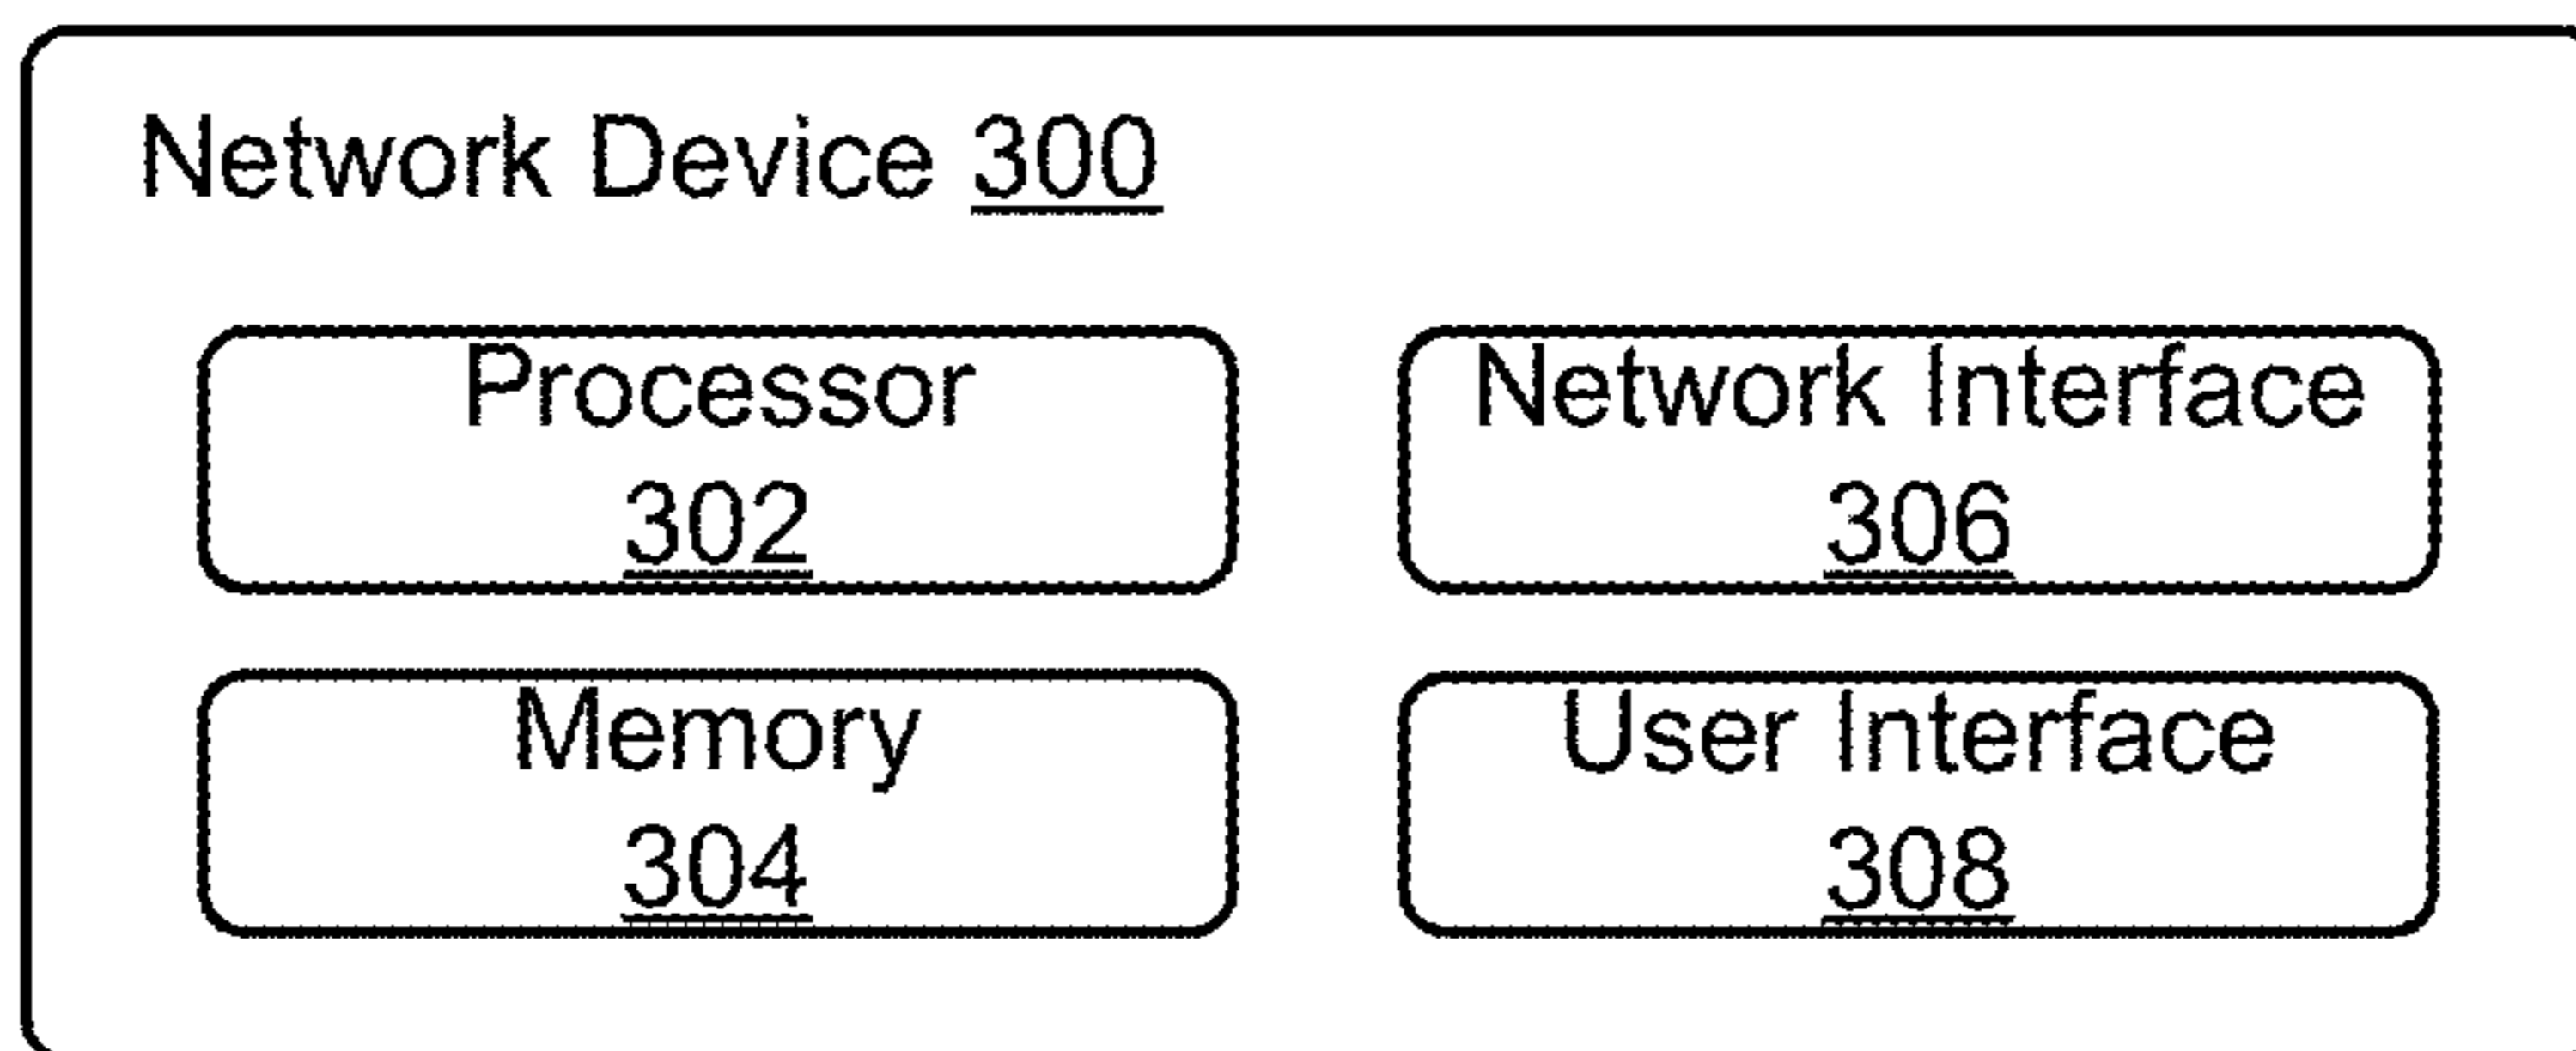 Network Device 300
Processor
302
Network Interface
306
Memory
304
User Interface
308